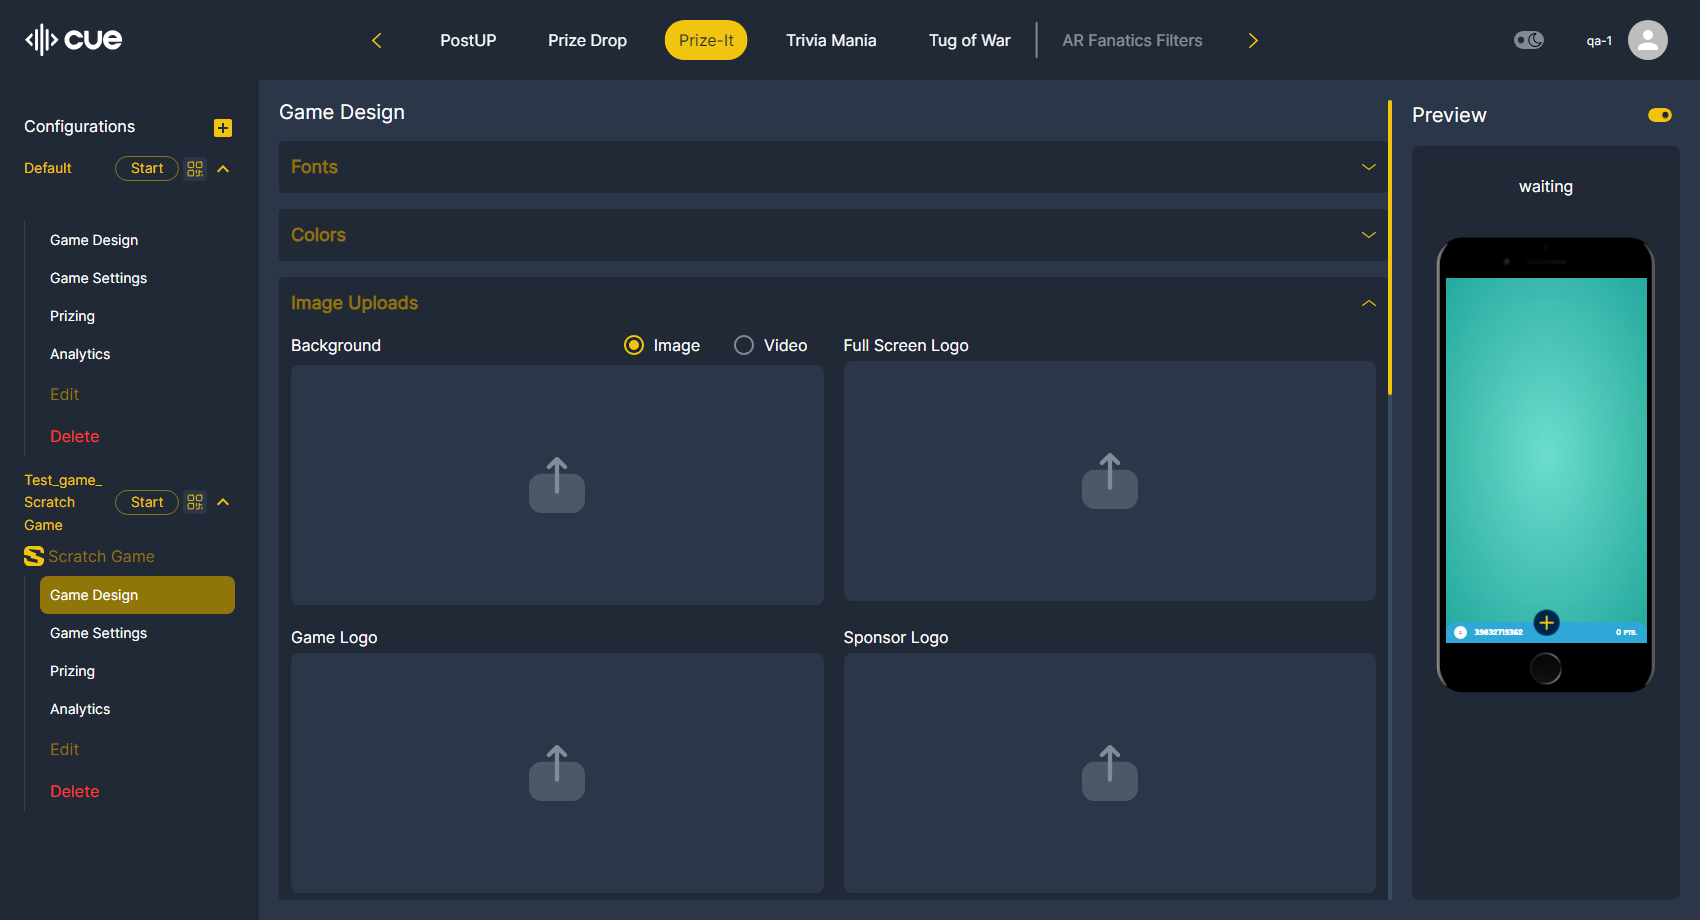 cue
PostUP
Prize Drop
Prize-It
Trivia Mania
Tug of War
AR Fanatics Filters
qa-1
Configurations
Default
Start
Game Design
Game Settings
Prizing
Analytics
Edit
Delete
Test_game_
Scratch
Game
Start
Scratch Game
Game Design
Game Settings
Prizing
Analytics
Edit
Delete
Game Design
Fonts
Colors
Image Uploads
Background
Image
Video
Full Screen Logo
Game Logo
Sponsor Logo
Preview
waiting
39832719362
0 PTS.